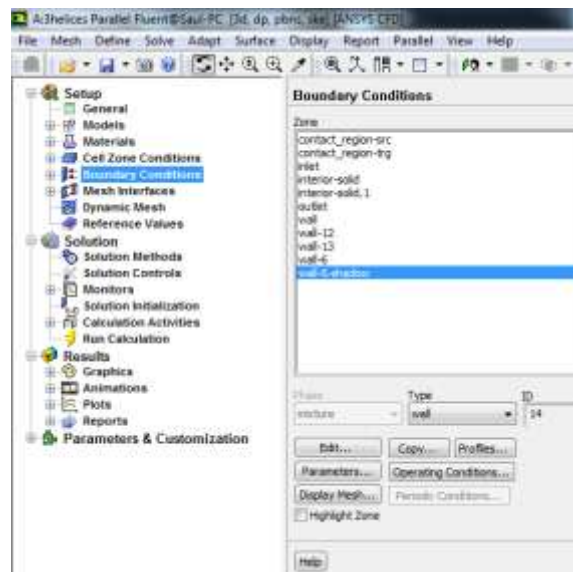 A:3helices Parallel Fluent@Saul-PC [3d, dp, pbns, ske] [ANSYS CFD]
File Mesh Define Solve Adapt Surface Display Report Parallel View Help
Setup
General
Models
Materials
Cell Zone Conditions
Boundary Conditions
Mesh Interfaces
Dynamic Mesh
Reference Values
Solution
Solution Methods
Solution Controls
Monitors
Solution Initialization
Calculation Activities
Run Calculation
Results
Graphics
Animations
Plots
Reports
Parameters & Customization
Boundary Conditions
Zone
contact_region-src
contact_region-trg
inlet
interior-solid
interior-solid.1
outlet
wall
wall-12
wall-13
wall-6
wall-6-shadow
Phase Type ID
mixture wall 14
Edit... Copy... Profiles...
Parameters... Operating Conditions...
Display Mesh... Periodic Conditions...
Highlight Zone
Help